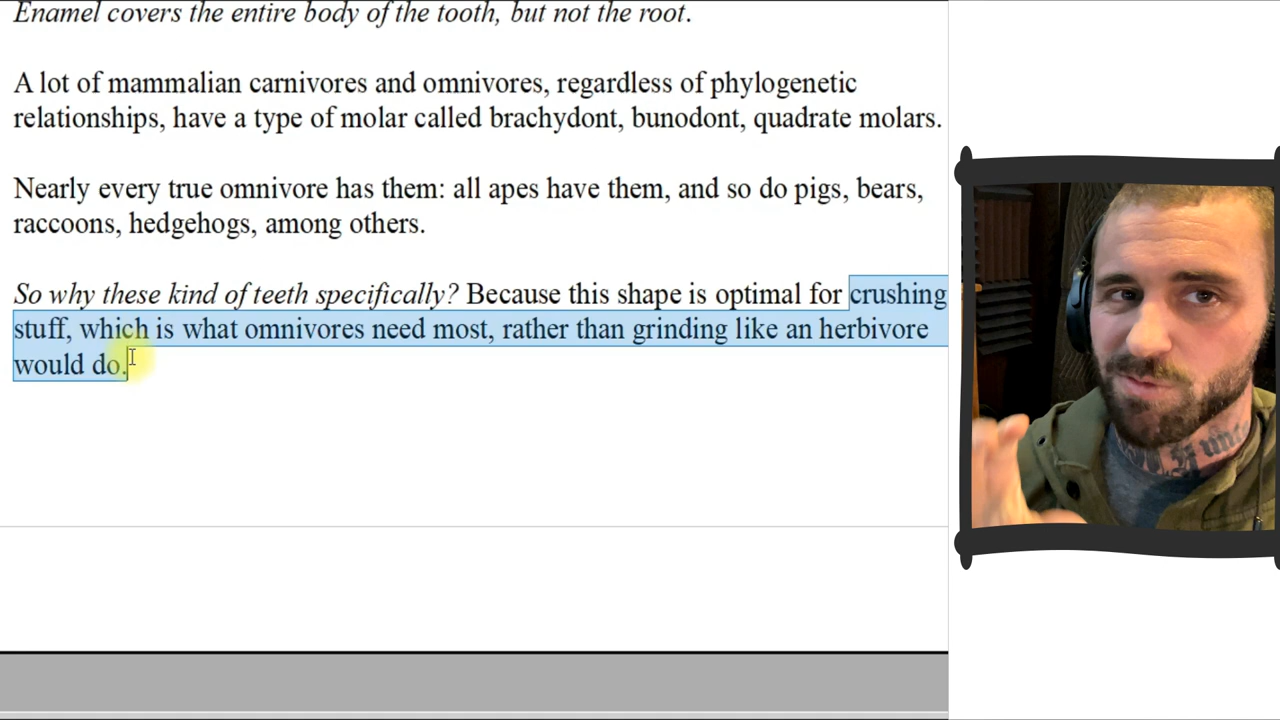 Enamel covers the entire body of the tooth, but not the root.
A lot of mammalian carnivores and omnivores, regardless of phylogenetic
relationships, have a type of molar called brachydont, bunodont, quadrate molars.
Nearly every true omnivore has them: all apes have them, and so do pigs, bears,
raccoons, hedgehogs, among others.
So why these kind of teeth specifically? Because this shape is optimal for crushing
stuff, which is what omnivores need most, rather than grinding like an herbivore
would do.